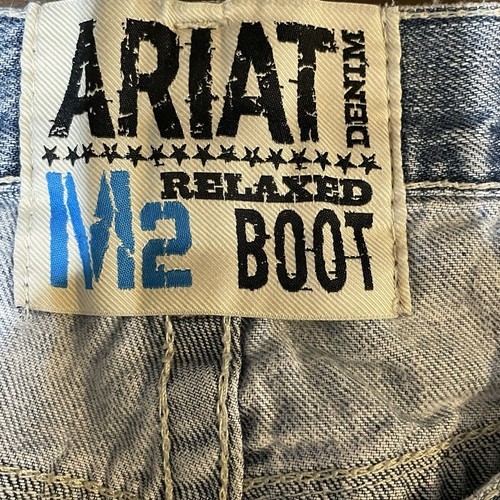 ARIAT DENIM
M2 RELAXED
BOOT